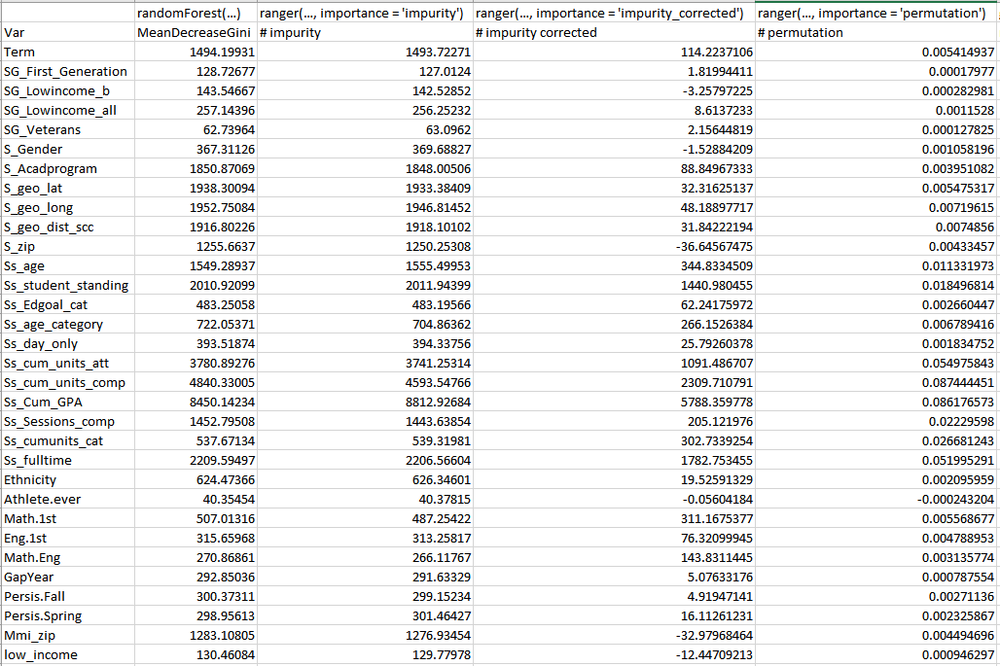 randomForest(…) ranger(…, importance = 'impurity') ranger(…, importance = 'impurity_corrected') ranger(…, importance = 'permutation')
Var MeanDecreaseGini # impurity # impurity corrected # permutation
Term 1494.19931 1493.72271 114.2237106 0.005414937
SG_First_Generation 128.72677 127.0124 1.81994411 0.00017977
SG_Lowincome_b 143.54667 142.52852 -3.25797225 0.000282981
SG_Lowincome_all 257.14396 256.25232 8.6137233 0.0011528
SG_Veterans 62.73964 63.0962 2.15644819 0.000127825
S_Gender 367.31126 369.68827 -1.52884209 0.001058196
S_Acadprogram 1850.87069 1848.00506 88.84967333 0.003951082
S_geo_lat 1938.30094 1933.38409 32.31625137 0.005475317
S_geo_long 1952.75084 1946.81452 48.18897717 0.00719615
S_geo_dist_scc 1916.80226 1918.10102 31.84222194 0.0074856
S_zip 1255.6637 1250.25308 -36.64567475 0.00433457
Ss_age 1549.28937 1555.49953 344.8334509 0.011331973
Ss_student_standing 2010.92099 2011.94399 1440.980455 0.018496814
Ss_Edgoal_cat 483.25058 483.19566 62.24175972 0.002660447
Ss_age_category 722.05371 704.86362 266.1526384 0.006789416
Ss_day_only 393.51874 394.33756 25.79260378 0.001834752
Ss_cum_units_att 3780.89276 3741.25314 1091.486707 0.054975843
Ss_cum_units_comp 4840.33005 4593.54766 2309.710791 0.087444451
Ss_Cum_GPA 8450.14234 8812.92684 5788.359778 0.086176573
Ss_Sessions_comp 1452.79508 1443.63854 205.121976 0.02229598
Ss_cumunits_cat 537.67134 539.31981 302.7339254 0.026681243
Ss_fulltime 2209.59497 2206.56604 1782.753455 0.051995291
Ethnicity 624.47366 626.34601 19.52591329 0.002095959
Athlete.ever 40.35454 40.37815 -0.05604184 -0.000243204
Math.1st 507.01316 487.25422 311.1675377 0.005568677
Eng.1st 315.65968 313.25817 76.32099945 0.004788953
Math.Eng 270.86861 266.11767 143.8311445 0.003135774
GapYear 292.85036 291.63329 5.07633176 0.000787554
Persis.Fall 300.37311 299.15234 4.91947141 0.00271136
Persis.Spring 298.95613 301.46427 16.11261231 0.002325867
Mmi_zip 1283.10805 1276.93454 -32.97968464 0.004494696
low_income 130.46084 129.77978 -12.44709213 0.000946297